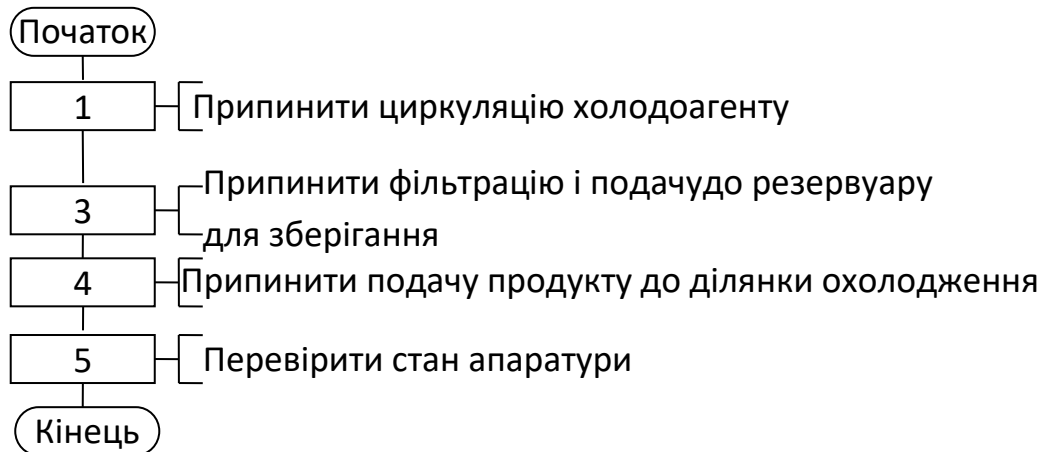 Початок
1
Припинити циркуляцію холодоагенту
3
Припинити фільтрацію і подачудо резервуару
для зберігання
4
Припинити подачу продукту до ділянки охолодження
5
Перевірити стан апаратури
Кінець